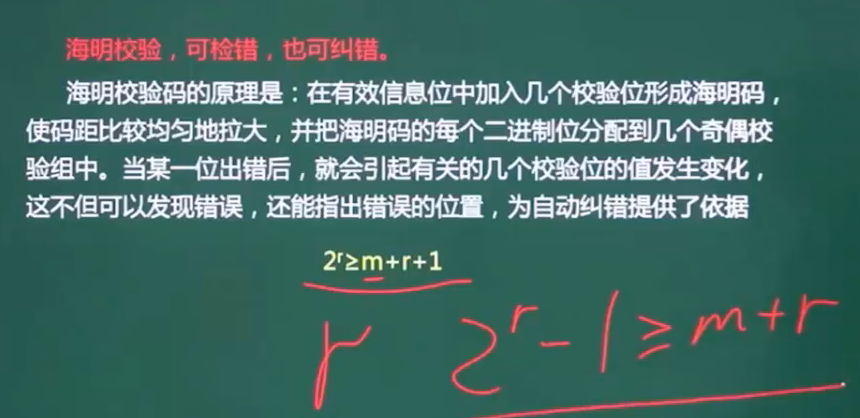 海明校验，可检错，也可纠错。
海明校验码的原理是：在有效信息位中加入几个校验位形成海明码，
使码距比较均匀地拉大，并把海明码的每个二进制位分配到几个奇偶校
验组中。当某一位出错后，就会引起有关的几个校验位的值发生变化，
这不但可以发现错误，还能指出错误的位置，为自动纠错提供了依据
2ʳ≥m+r+1
r 2ʳ-1≥m+r